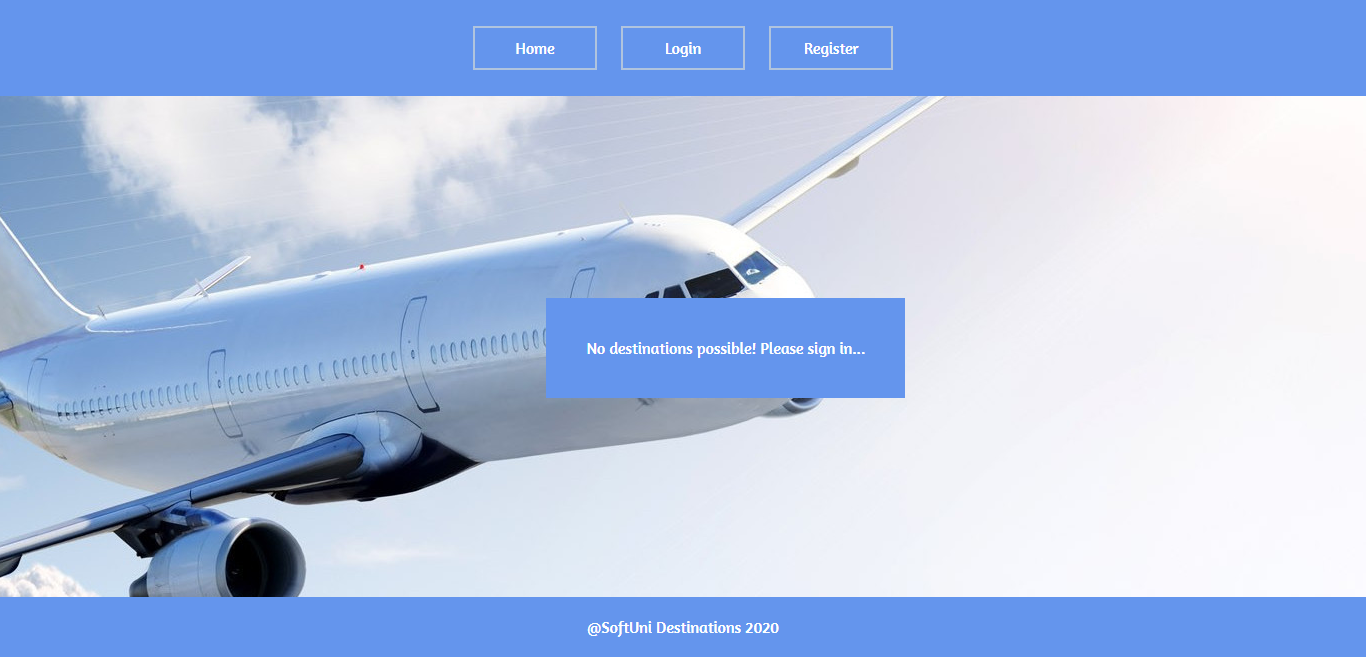 Home
Login
Register
No destinations possible! Please sign in...
@SoftUni Destinations 2020